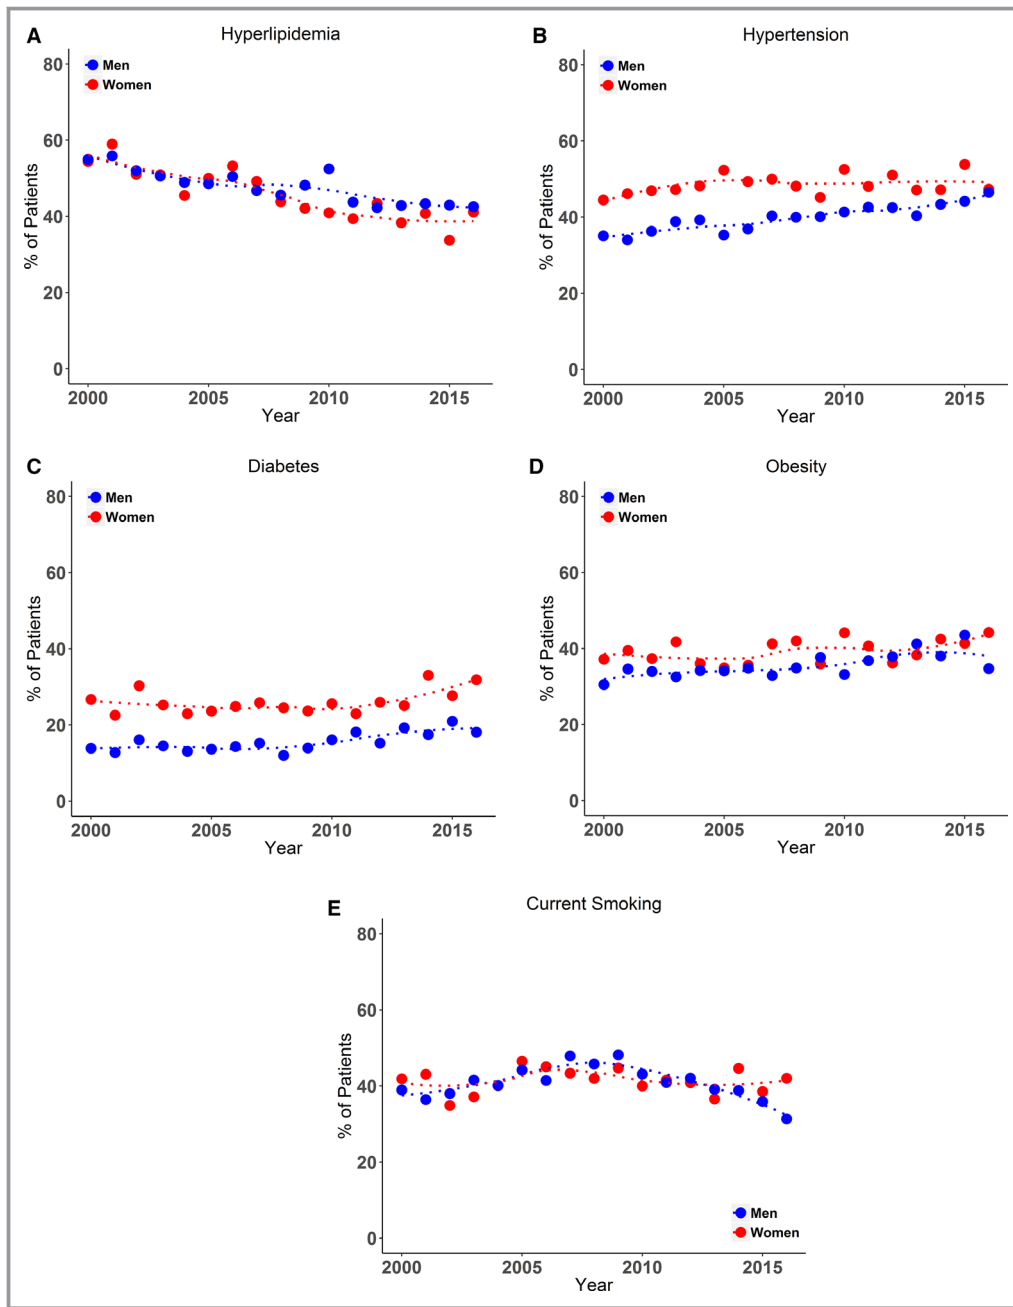 A
Hyperlipidemia
Men
Women
80
60
40
20
0
% of Patients
2000 2005 2010 2015
Year
B
Hypertension
Men
Women
80
60
40
20
0
% of Patients
2000 2005 2010 2015
Year
C
Diabetes
Men
Women
80
60
40
20
0
% of Patients
2000 2005 2010 2015
Year
D
Obesity
Men
Women
80
60
40
20
0
% of Patients
2000 2005 2010 2015
Year
E
Current Smoking
80
60
40
20
0
% of Patients
Men
Women
2000 2005 2010 2015
Year